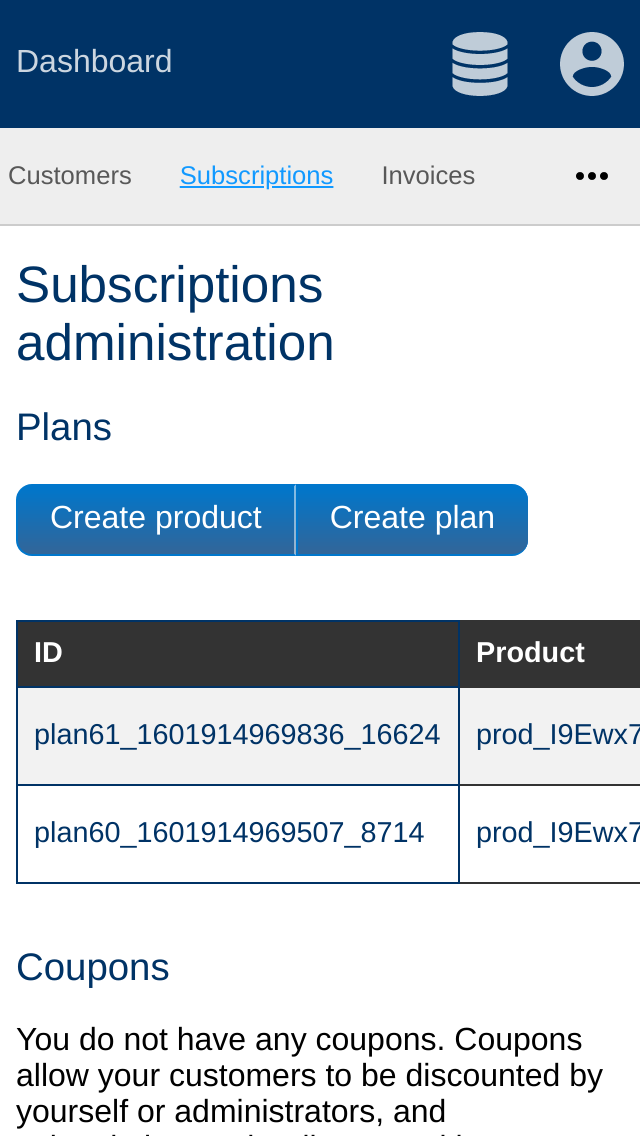 Dashboard
Customers Subscriptions Invoices
Subscriptions
administration
Plans
Create product Create plan
ID Product
plan61_1601914969836_16624 prod_I9Ewx7
plan60_1601914969507_8714 prod_I9Ewx7
Coupons
You do not have any coupons. Coupons
allow your customers to be discounted by
yourself or administrators, and